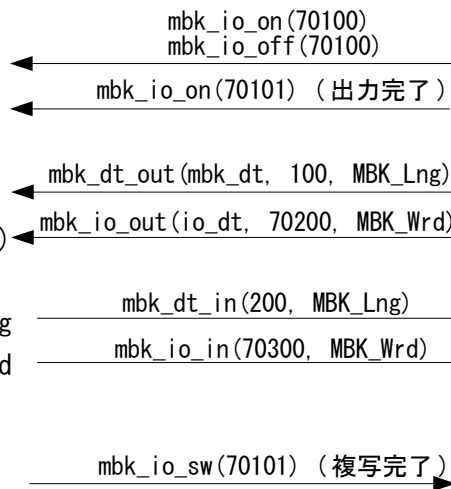 mbk_io_on(70100)
mbk_io_off(70100)
mbk_io_on(70101) (出力完了)
mbk_dt_out(mbk_dt, 100, MBK_Lng)
) mbk_io_out(io_dt, 70200, MBK_Wrd)
mbk_dt_in(200, MBK_Lng)
g
mbk_io_in(70300, MBK_Wrd)
d
mbk_io_sw(70101) (複写完了)